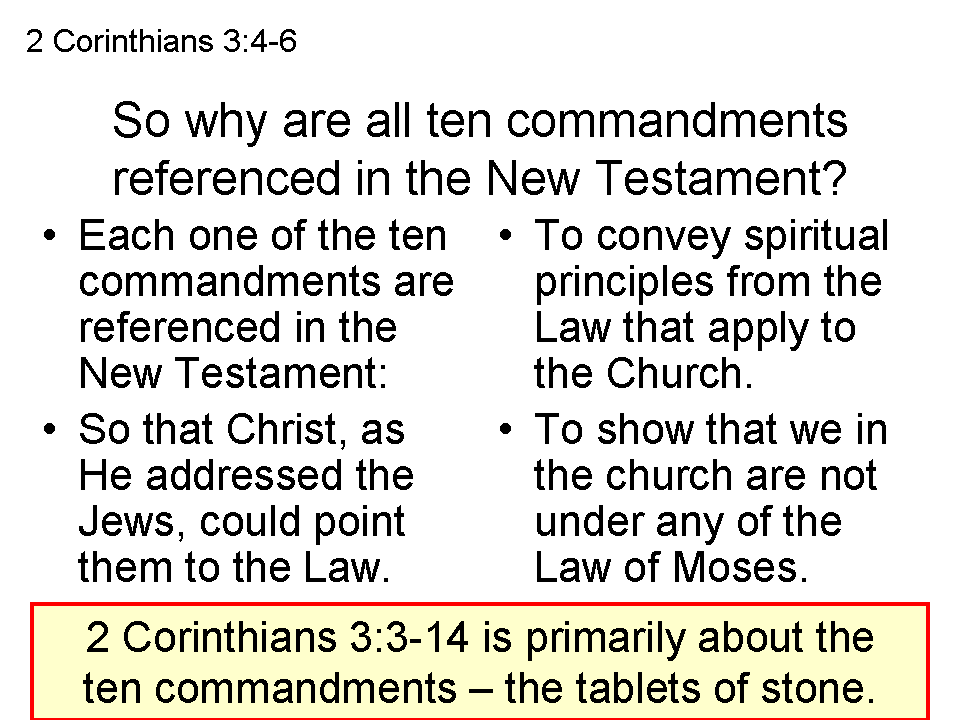 2 Corinthians 3:4-6
So why are all ten commandments
referenced in the New Testament?
• Each one of the ten
commandments are
referenced in the
New Testament:
• So that Christ, as
He addressed the
Jews, could point
them to the Law.
• To convey spiritual
principles from the
Law that apply to
the Church.
• To show that we in
the church are not
under any of the
Law of Moses.
2 Corinthians 3:3-14 is primarily about the
ten commandments – the tablets of stone.